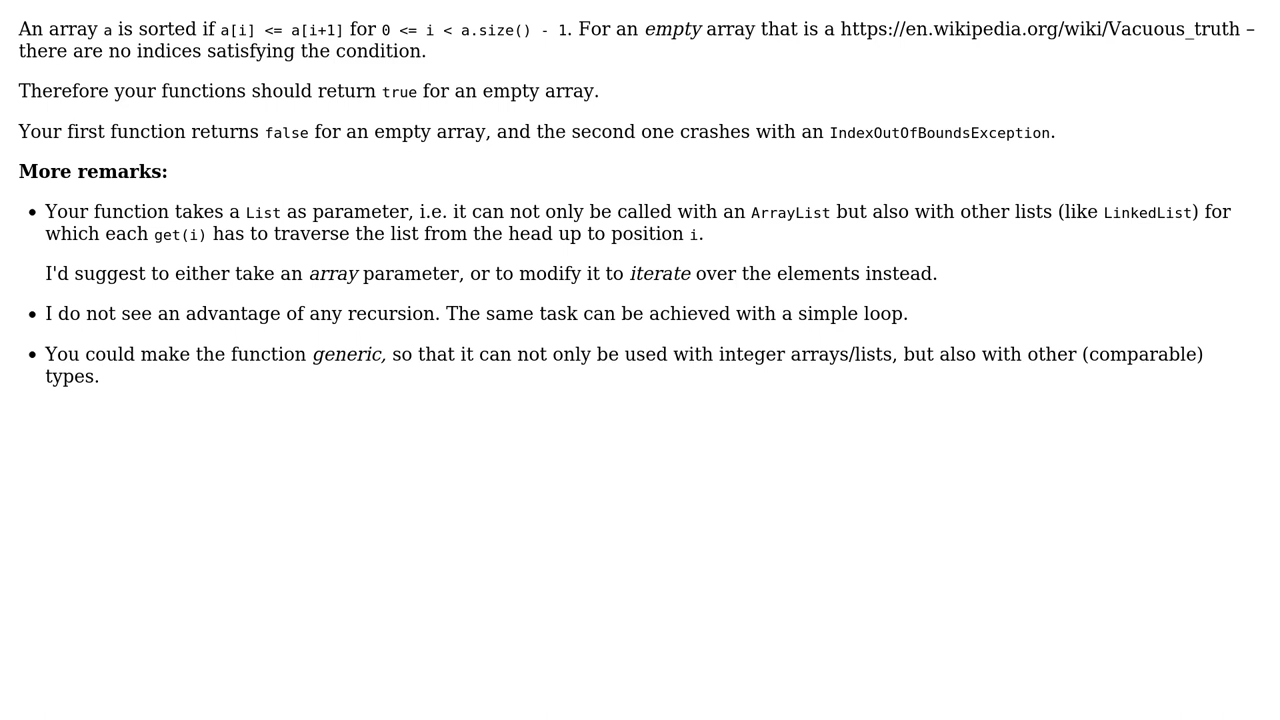 An array a is sorted if a[i] <= a[i+1] for 0 <= i < a.size() - 1. For an empty array that is a https://en.wikipedia.org/wiki/Vacuous_truth –
there are no indices satisfying the condition.
Therefore your functions should return true for an empty array.
Your first function returns false for an empty array, and the second one crashes with an IndexOutOfBoundsException.
More remarks:
• Your function takes a List as parameter, i.e. it can not only be called with an ArrayList but also with other lists (like LinkedList) for
which each get(i) has to traverse the list from the head up to position i.
I'd suggest to either take an array parameter, or to modify it to iterate over the elements instead.
• I do not see an advantage of any recursion. The same task can be achieved with a simple loop.
• You could make the function generic, so that it can not only be used with integer arrays/lists, but also with other (comparable)
types.